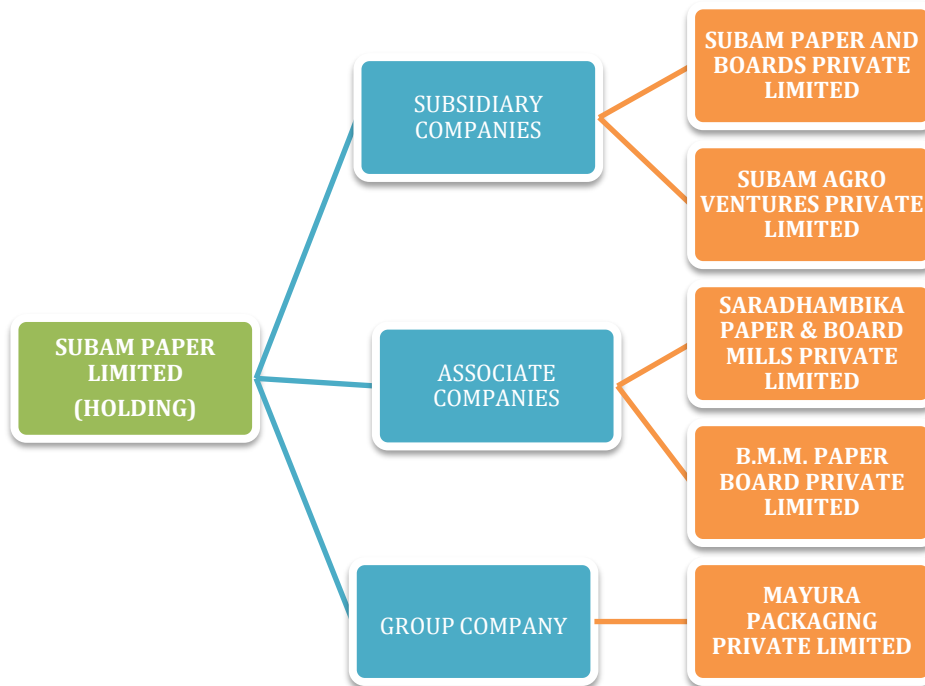 SUBAM PAPER
LIMITED
(HOLDING)
SUBSIDIARY
COMPANIES
SUBAM PAPER AND
BOARDS PRIVATE
LIMITED
SUBAM AGRO
VENTURES PRIVATE
LIMITED
ASSOCIATE
COMPANIES
SARADHAMBIKA
PAPER & BOARD
MILLS PRIVATE
LIMITED
B.M.M. PAPER
BOARD PRIVATE
LIMITED
GROUP COMPANY
MAYURA
PACKAGING
PRIVATE LIMITED